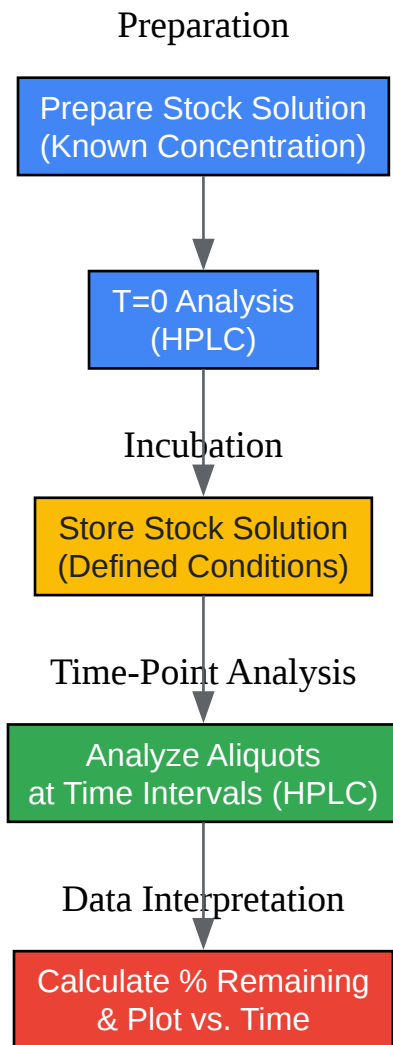 Preparation
Prepare Stock Solution
(Known Concentration)
T=0 Analysis
(HPLC)
Incubation
Store Stock Solution
(Defined Conditions)
Time-Point Analysis
Analyze Aliquots
at Time Intervals (HPLC)
Data Interpretation
Calculate % Remaining
& Plot vs. Time